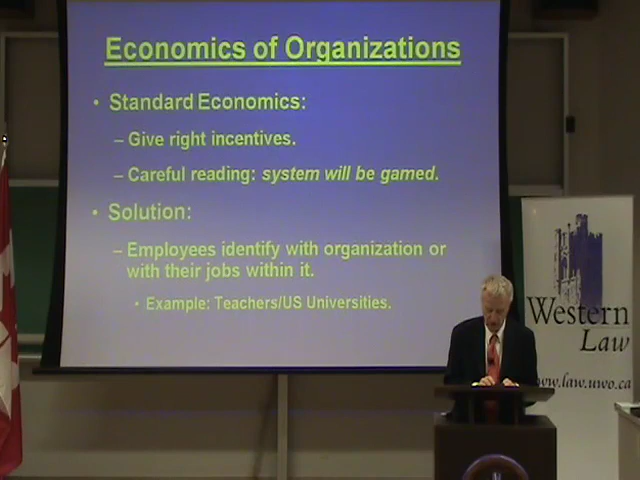 Economics of Organizations
• Standard Economics:
– Give right incentives.
– Careful reading: system will be gamed.
• Solution:
– Employees identify with organization or
with their jobs within it.
• Example: Teachers/US Universities.
Western
Law
www.law.uwo.ca